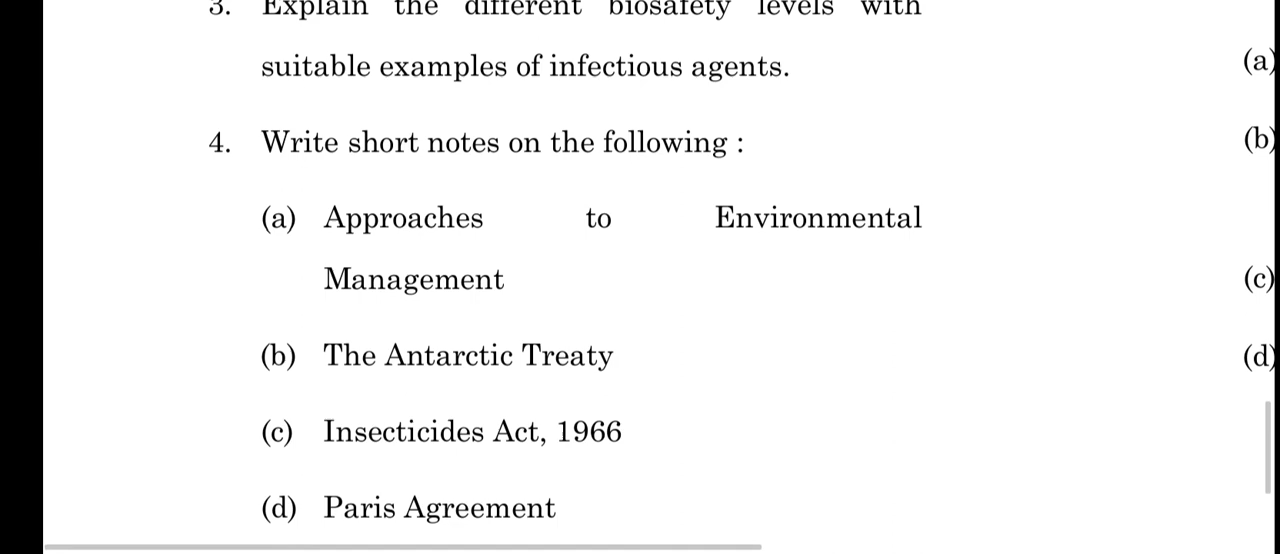 3. Explain the different biosafety levels with
suitable examples of infectious agents.
4. Write short notes on the following :
(a) Approaches to Environmental
Management
(b) The Antarctic Treaty
(c) Insecticides Act, 1966
(d) Paris Agreement
(a)
(b)
(c)
(d)